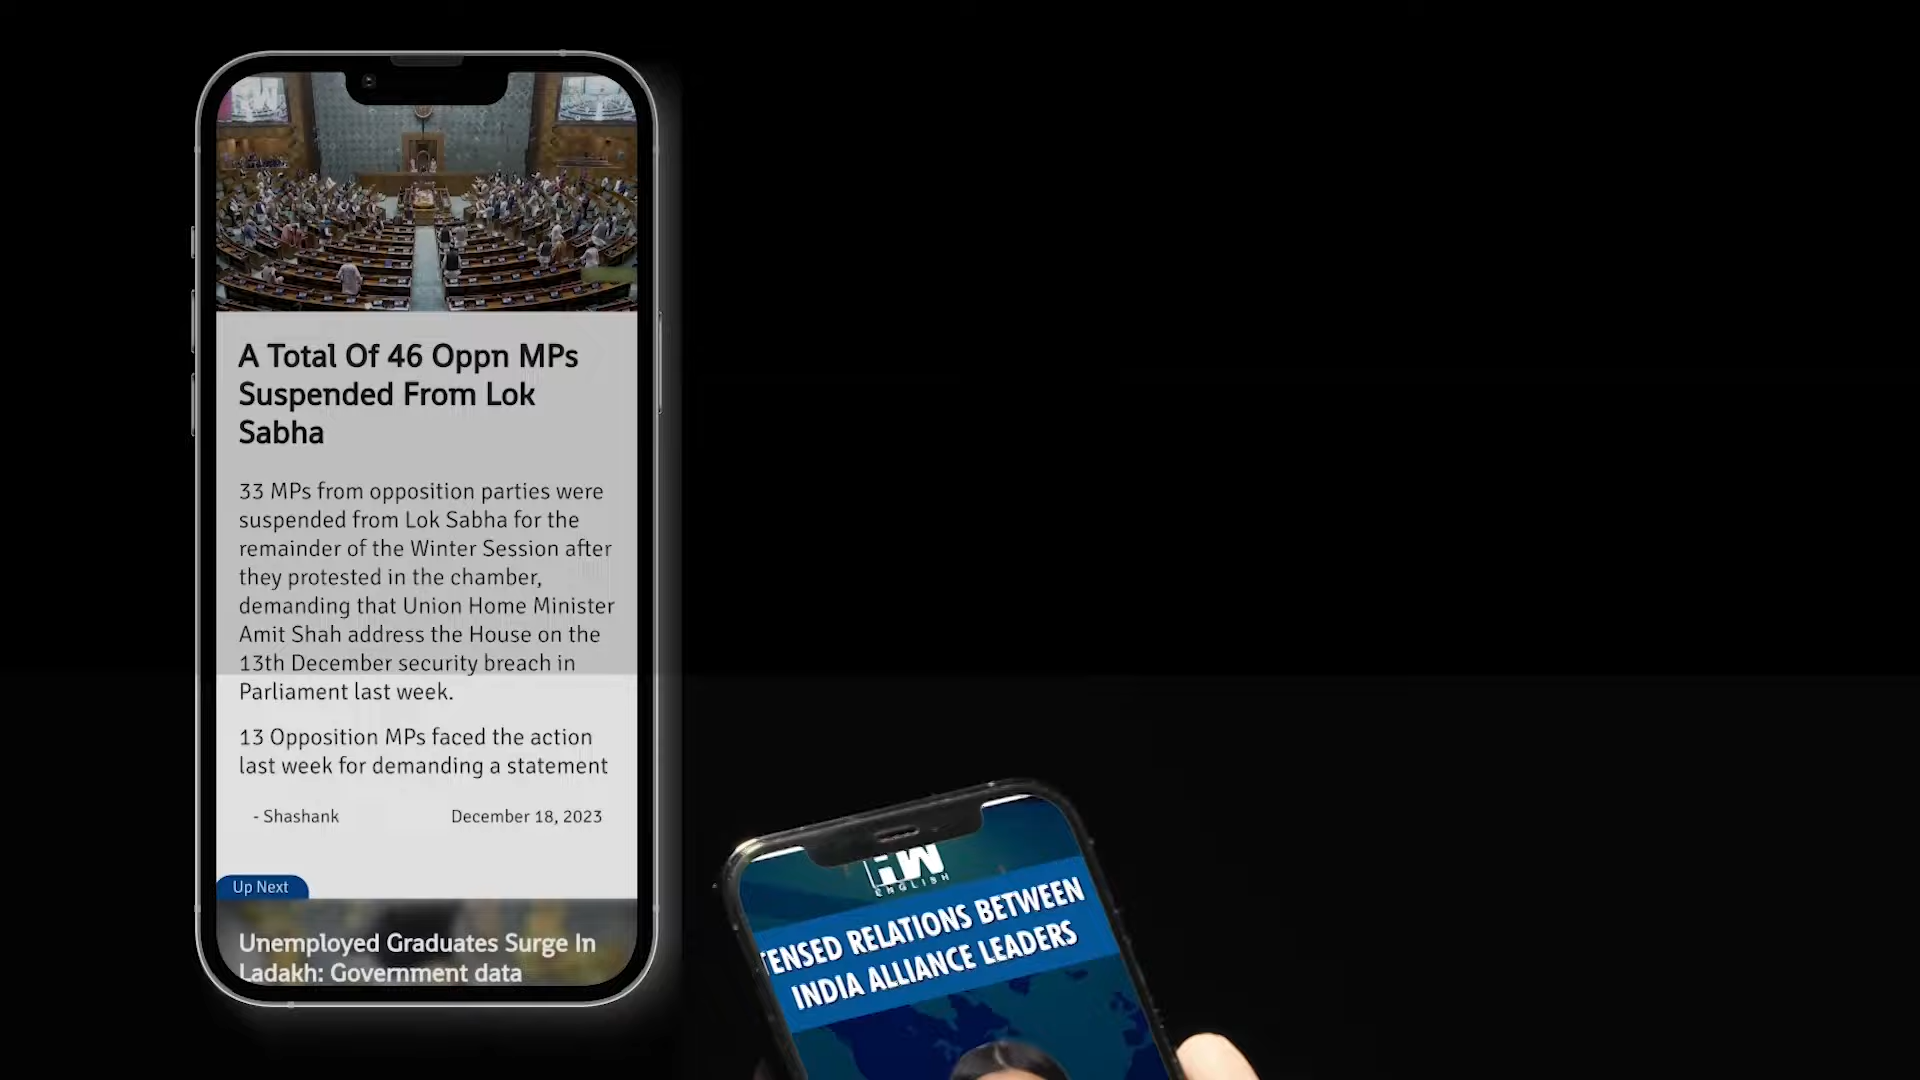 A Total Of 46 Oppn MPs
Suspended From Lok
Sabha
33 MPs from opposition parties were
suspended from Lok Sabha for the
remainder of the Winter Session after
they protested in the chamber,
demanding that Union Home Minister
Amit Shah address the House on the
13th December security breach in
Parliament last week.
13 Opposition MPs faced the action
last week for demanding a statement
- Shashank
December 18, 2023
Up Next
Unemployed Graduates Surge In
Ladakh: Government data
HW
ENGLISH
TENSED RELATIONS BETWEEN
INDIA ALLIANCE LEADERS